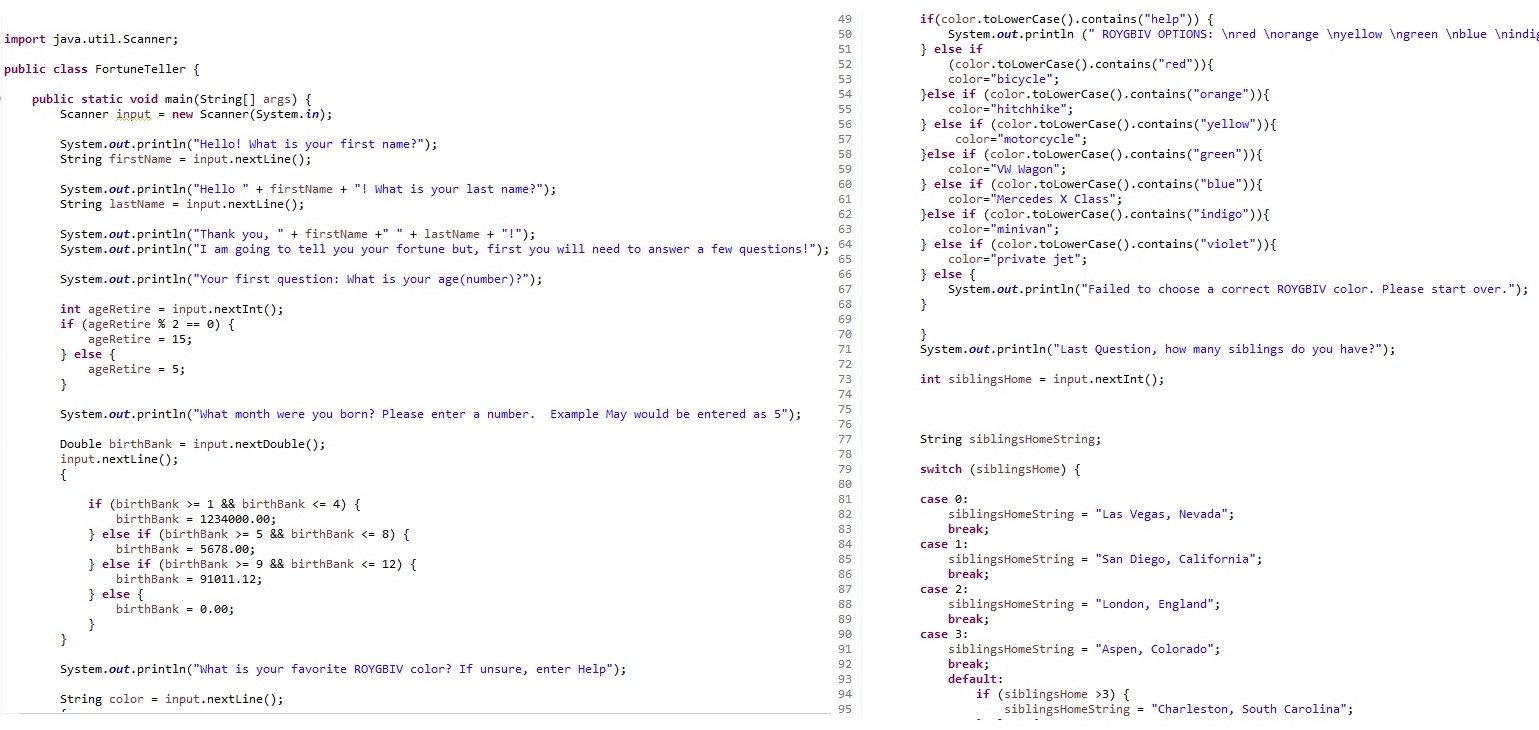 import java.util.Scanner;
public class FortuneTeller {
public static void main(String[] args) {
Scanner input = new Scanner(System.in);
System.out.println("Hello! What is your first name?");
String firstName = input.nextLine();
System.out.println("Hello " + firstName + "! What is your last name?");
String lastName = input.nextLine();
System.out.println("Thank you, " + firstName +" " + lastName + "!");
System.out.println("I am going to tell you your fortune but, first you will need to answer a few questions!");
System.out.println("Your first question: What is your age(number)?");
int ageRetire = input.nextInt();
if (ageRetire % 2 == 0) {
ageRetire = 15;
} else {
ageRetire = 5;
}
System.out.println("What month were you born? Please enter a number.  Example May would be entered as 5");
Double birthBank = input.nextDouble();
input.nextLine();
{
if (birthBank >= 1 && birthBank <= 4) {
birthBank = 1234000.00;
} else if (birthBank >= 5 && birthBank <= 8) {
birthBank = 5678.00;
} else if (birthBank >= 9 && birthBank <= 12) {
birthBank = 91011.12;
} else {
birthBank = 0.00;
}
}
System.out.println("What is your favorite ROYGBIV color? If unsure, enter Help");
String color = input.nextLine();
49 if(color.toLowerCase().contains("help")) {
50 System.out.println (" ROYGBIV OPTIONS: \nred \norange \nyellow \ngreen \nblue \nindig
51 } else if
52 (color.toLowerCase().contains("red")){
53 color="bicycle";
54 }else if (color.toLowerCase().contains("orange")){
55 color="hitchhike";
56 } else if (color.toLowerCase().contains("yellow")){
57 color="motorcycle";
58 }else if (color.toLowerCase().contains("green")){
59 color="VW Wagon";
60 } else if (color.toLowerCase().contains("blue")){
61 color="Mercedes X Class";
62 }else if (color.toLowerCase().contains("indigo")){
63 color="minivan";
64 } else if (color.toLowerCase().contains("violet")){
65 color="private jet";
66 } else {
67 System.out.println("Failed to choose a correct ROYGBIV color. Please start over.");
68 }
69
70 }
71 System.out.println("Last Question, how many siblings do you have?");
72
73 int siblingsHome = input.nextInt();
74
75
76
77 String siblingsHomeString;
78
79 switch (siblingsHome) {
80
81 case 0:
82 siblingsHomeString = "Las Vegas, Nevada";
83 break;
84 case 1:
85 siblingsHomeString = "San Diego, California";
86 break;
87 case 2:
88 siblingsHomeString = "London, England";
89 break;
90 case 3:
91 siblingsHomeString = "Aspen, Colorado";
92 break;
93 default:
94 if (siblingsHome >3) {
95 siblingsHomeString = "Charleston, South Carolina";